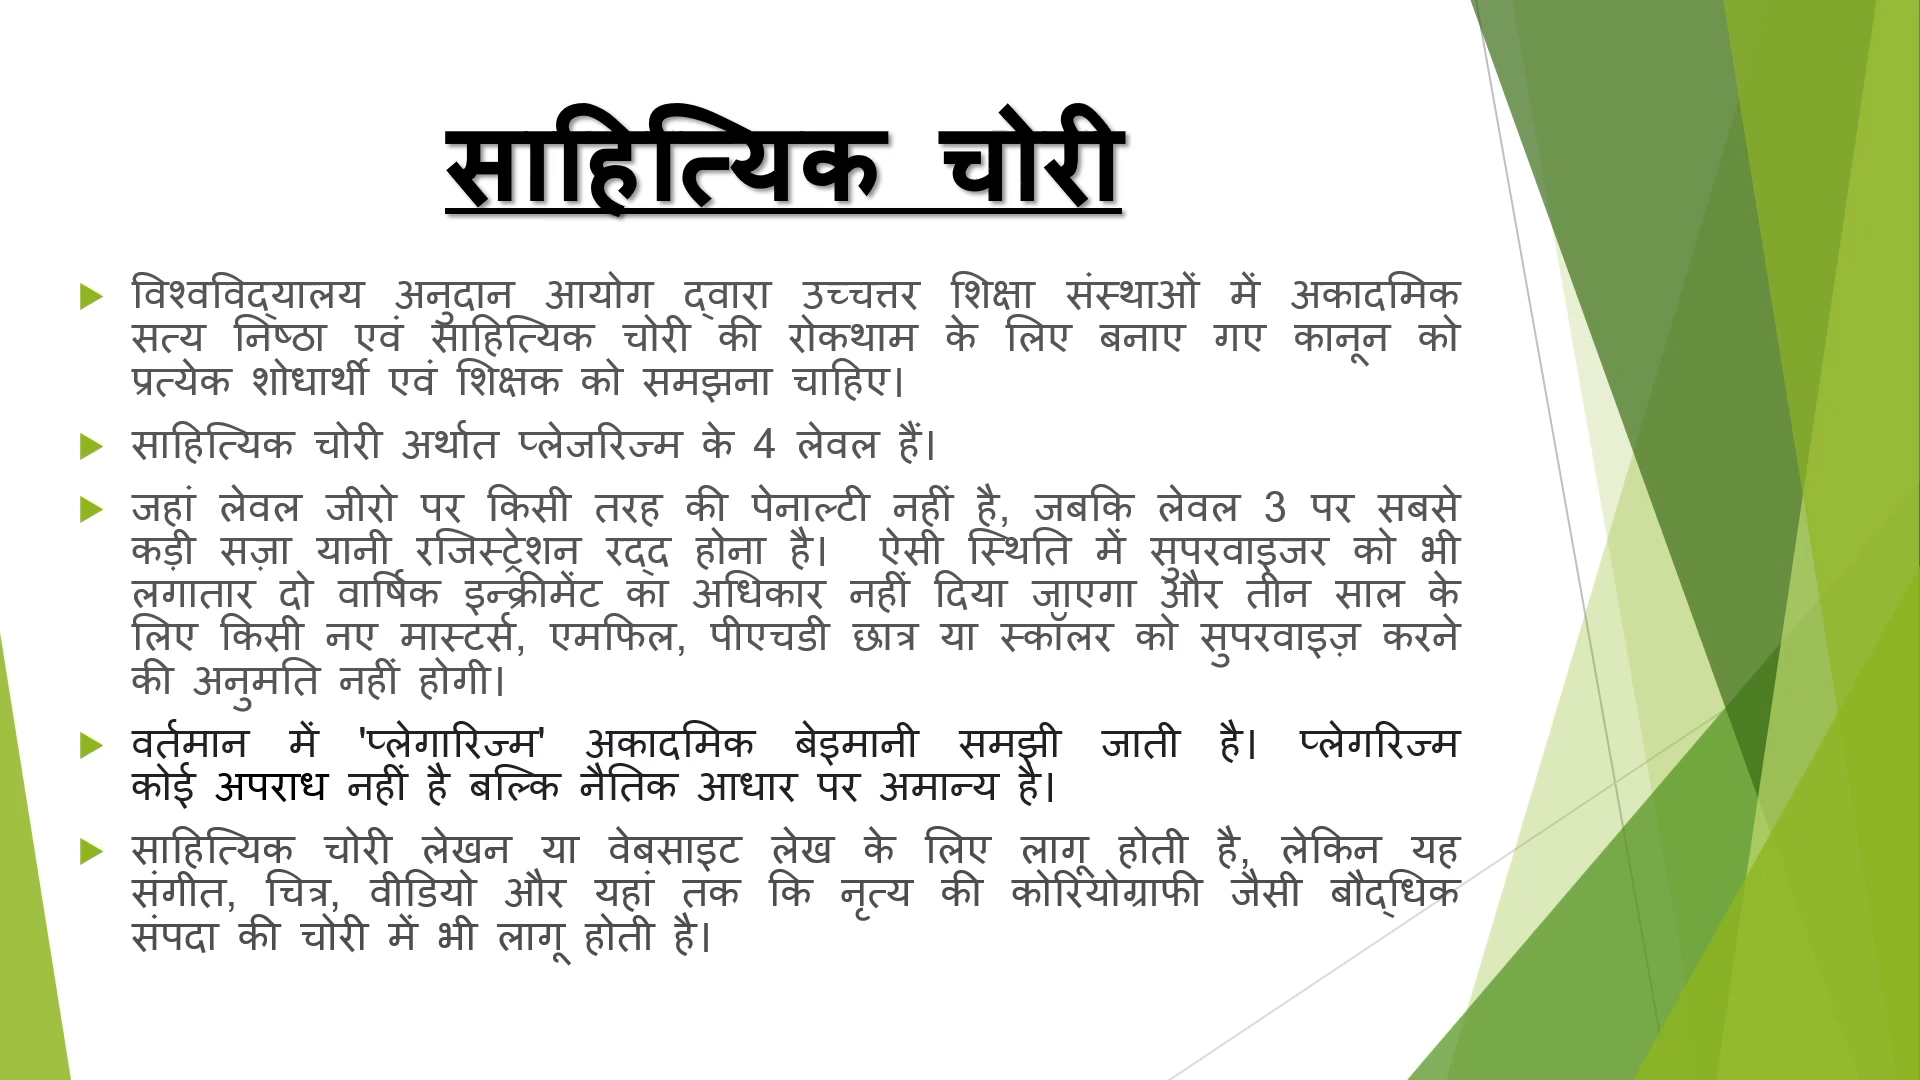 साहित्यिक चोरी
विश्वविद्यालय अनुदान आयोग द्वारा उच्चत्तर शिक्षा संस्थाओं में अकादमिक
सत्य निष्ठा एवं साहित्यिक चोरी की रोकथाम के लिए बनाए गए कानून को
प्रत्येक शोधार्थी एवं शिक्षक को समझना चाहिए।
साहित्यिक चोरी अर्थात प्लेजरिज्म के 4 लेवल हैं।
जहां लेवल जीरो पर किसी तरह की पेनाल्टी नहीं है, जबकि लेवल 3 पर सबसे
कड़ी सज़ा यानी रजिस्ट्रेशन रद्द होना है। ऐसी स्थिति में सुपरवाइजर को भी
लगातार दो वार्षिक इन्क्रीमेंट का अधिकार नहीं दिया जाएगा और तीन साल के
लिए किसी नए मास्टर्स, एमफिल, पीएचडी छात्र या स्कॉलर को सुपरवाइज़ करने
की अनुमति नहीं होगी।
वर्तमान में 'प्लेगारिज्म' अकादमिक बेइमानी समझी जाती है। प्लेगरिज्म
कोई अपराध नहीं है बल्कि नैतिक आधार पर अमान्य है।
साहित्यिक चोरी लेखन या वेबसाइट लेख के लिए लागू होती है, लेकिन यह
संगीत, चित्र, वीडियो और यहां तक कि नृत्य की कोरियोग्राफी जैसी बौद्धिक
संपदा की चोरी में भी लागू होती है।